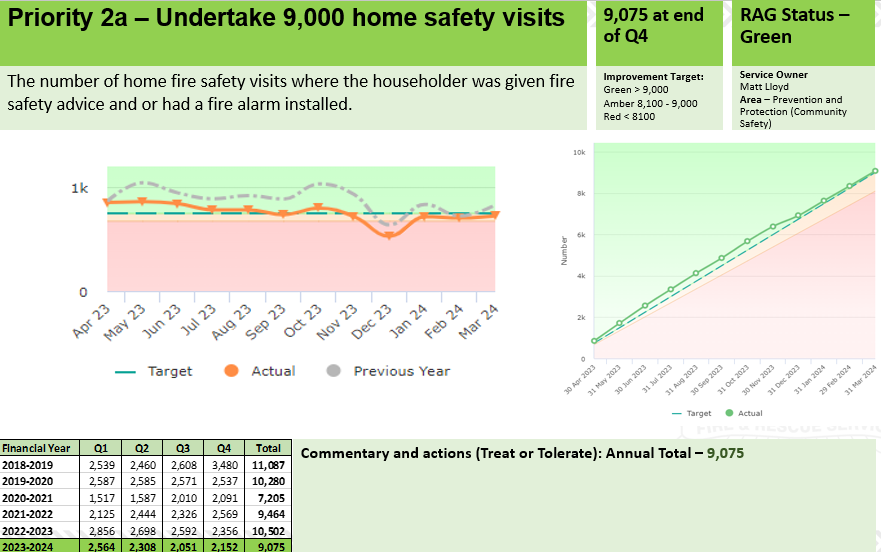 Priority 2a – Undertake 9,000 home safety visits
9,075 at end
of Q4
RAG Status –
Green
The number of home fire safety visits where the householder was given fire
safety advice and or had a fire alarm installed.
Improvement Target:
Green > 9,000
Amber 8,100 - 9,000
Red < 8100
Service Owner
Matt Lloyd
Area – Prevention and
Protection (Community
Safety)
1k
0
Apr 23
May 23
Jun 23
Jul 23
Aug 23
Sep 23
Oct 23
Nov 23
Dec 23
Jan 24
Feb 24
Mar 24
Target
Actual
Previous Year
10k
8k
6k
4k
2k
0
Number
30 Apr 2023
31 May 2023
30 Jun 2023
31 Jul 2023
31 Aug 2023
30 Sep 2023
31 Oct 2023
30 Nov 2023
31 Dec 2023
31 Jan 2024
29 Feb 2024
31 Mar 2024
Target
Actual
FIRE & RESCUE SERVICE
Financial Year Q1 Q2 Q3 Q4 Total
2018-2019 2,539 2,460 2,608 3,480 11,087
2019-2020 2,587 2,585 2,571 2,537 10,280
2020-2021 1,517 1,587 2,010 2,091 7,205
2021-2022 2,125 2,444 2,326 2,569 9,464
2022-2023 2,856 2,698 2,592 2,356 10,502
2023-2024 2,564 2,308 2,051 2,152 9,075
Commentary and actions (Treat or Tolerate): Annual Total – 9,075